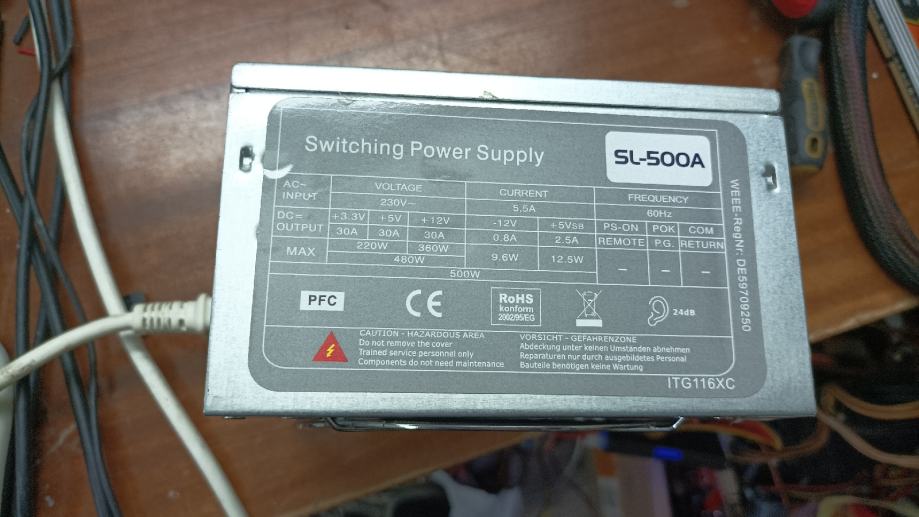 Switching Power Supply
SL-500A
AC~ INPUT VOLTAGE CURRENT FREQUENCY
230V~ 5.5A 60Hz
DC= OUTPUT +3.3V +5V +12V -12V +5VSB PS-ON POK COM
30A 30A 30A 0.8A 2.5A REMOTE P.G. RETURN
MAX 220W 360W 9.6W 12.5W – – –
480W
500W
PFC
CE
RoHS
konform
2002/95/EG
24dB
CAUTION - HAZARDOUS AREA
Do not remove the cover
Trained service personnel only
Components do not need maintenance
VORSICHT - GEFAHRENZONE
Abdeckung unter keinen Umständen abnehmen
Reparaturen nur durch ausgebildetes Personal
Bauteile benötigen keine Wartung
ITG116XC
WEEE-RegNr: DE59709250